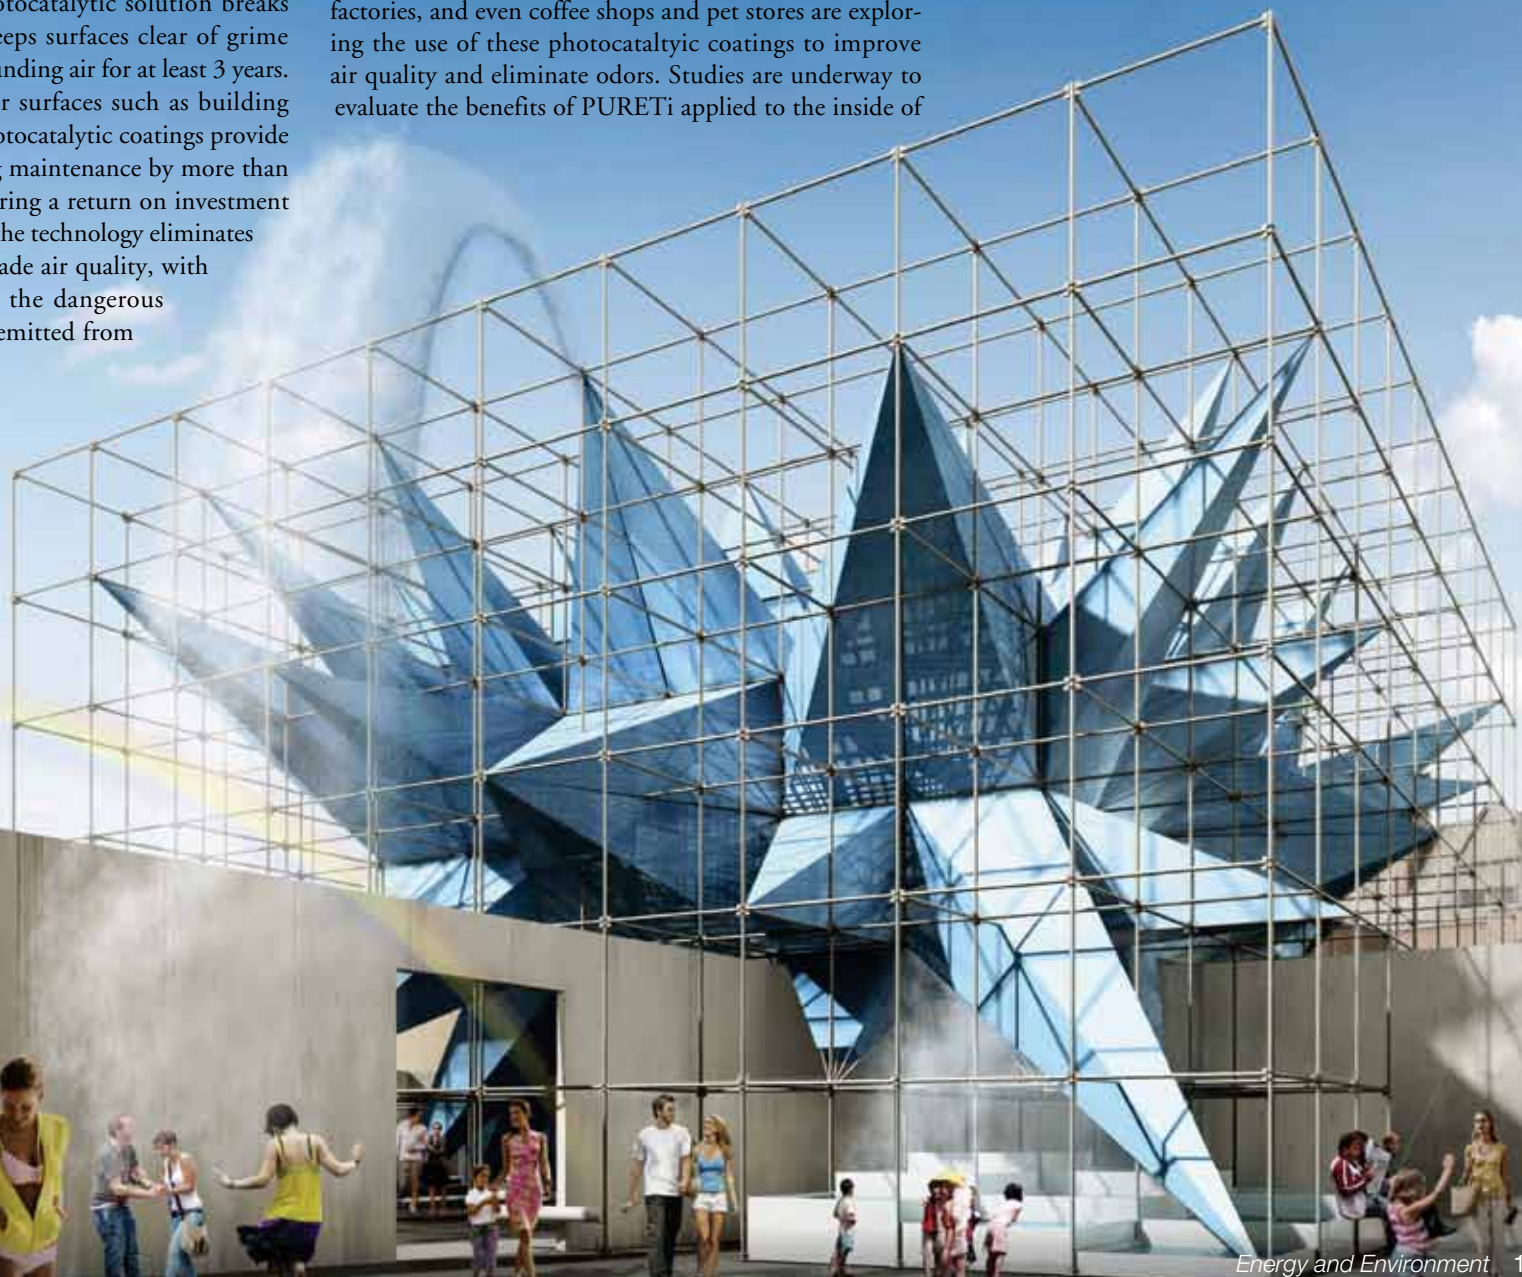 otocatalytic solution breaks
eeps surfaces clear of grime
unding air for at least 3 years.
r surfaces such as building
otocatalytic coatings provide
g maintenance by more than
ring a return on investment
he technology eliminates
ade air quality, with
the dangerous
emitted from
factories, and even coffee shops and pet stores are explor-
ing the use of these photocataltyic coatings to improve
air quality and eliminate odors. Studies are underway to
evaluate the benefits of PURETi applied to the inside of
Energy and Environment 1